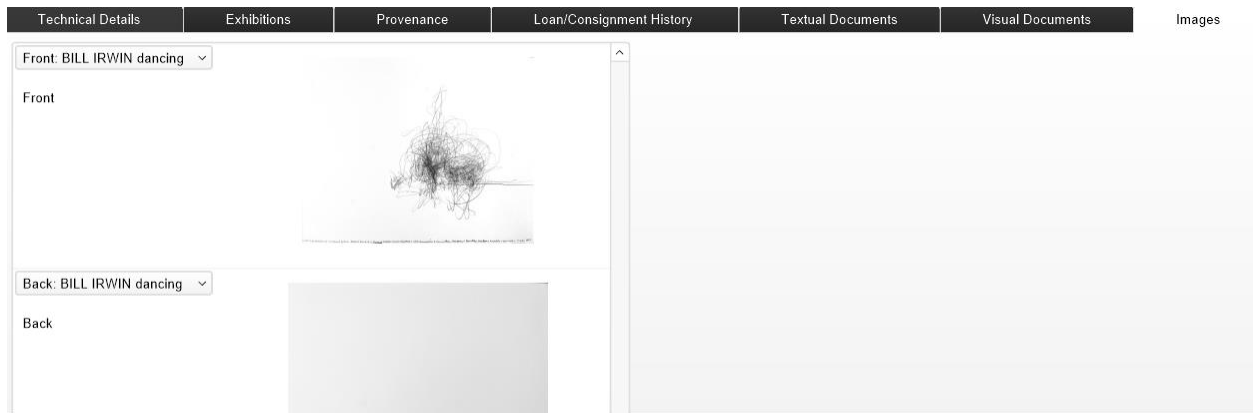 Technical Details Exhibitions Provenance Loan/Consignment History Textual Documents Visual Documents Images
Front: BILL IRWIN dancing
Front
Back: BILL IRWIN dancing
Back